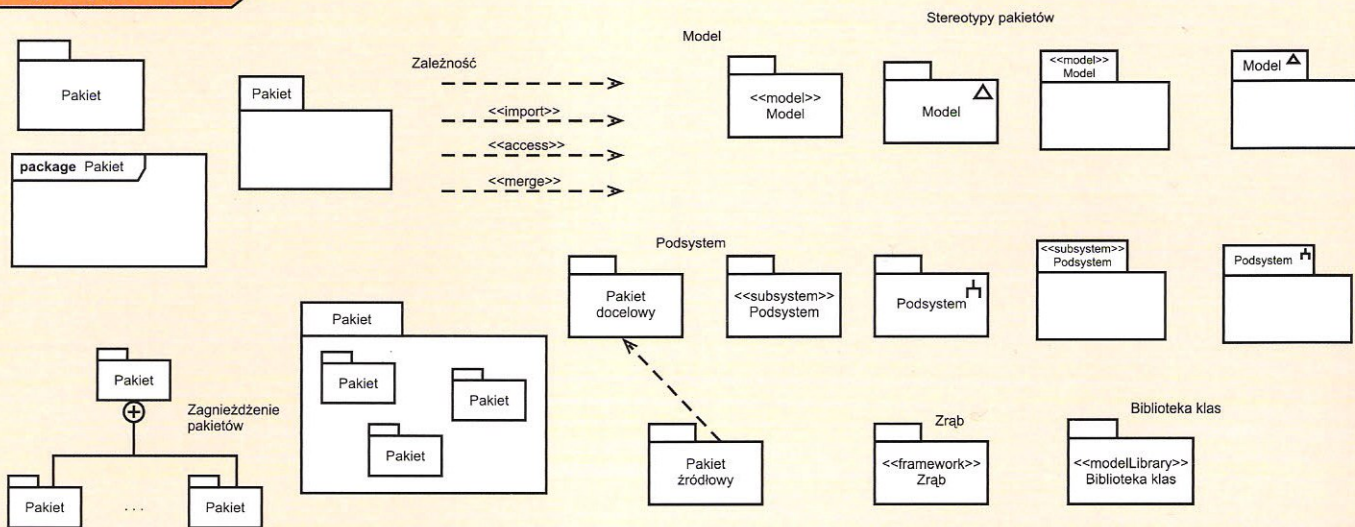 Stereotypy pakietów
Model
Pakiet
Pakiet
package Pakiet
Zależność
<<import>>
<<access>>
<<merge>>
<<model>>
Model
Model
<<model>>
Model
Model
Podsystem
Pakiet
docelowy
<<subsystem>>
Podsystem
Podsystem
<<subsystem>>
Podsystem
Podsystem
Pakiet
Zagnieżdżenie
pakietów
Pakiet
...
Pakiet
Pakiet
Pakiet
Pakiet
Pakiet
Pakiet
źródłowy
Zrąb
<<framework>>
Zrąb
Biblioteka klas
<<modelLibrary>>
Biblioteka klas